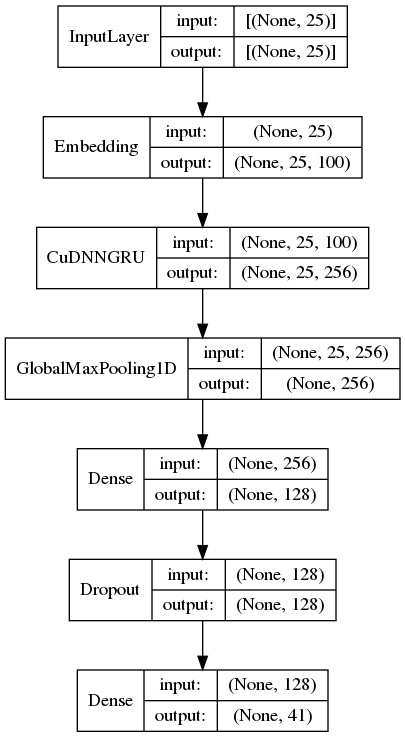 InputLayer
input: [(None, 25)]
output: [(None, 25)]
Embedding
input: (None, 25)
output: (None, 25, 100)
CuDNNGRU
input: (None, 25, 100)
output: (None, 25, 256)
GlobalMaxPooling1D
input: (None, 25, 256)
output: (None, 256)
Dense
input: (None, 256)
output: (None, 128)
Dropout
input: (None, 128)
output: (None, 128)
Dense
input: (None, 128)
output: (None, 41)